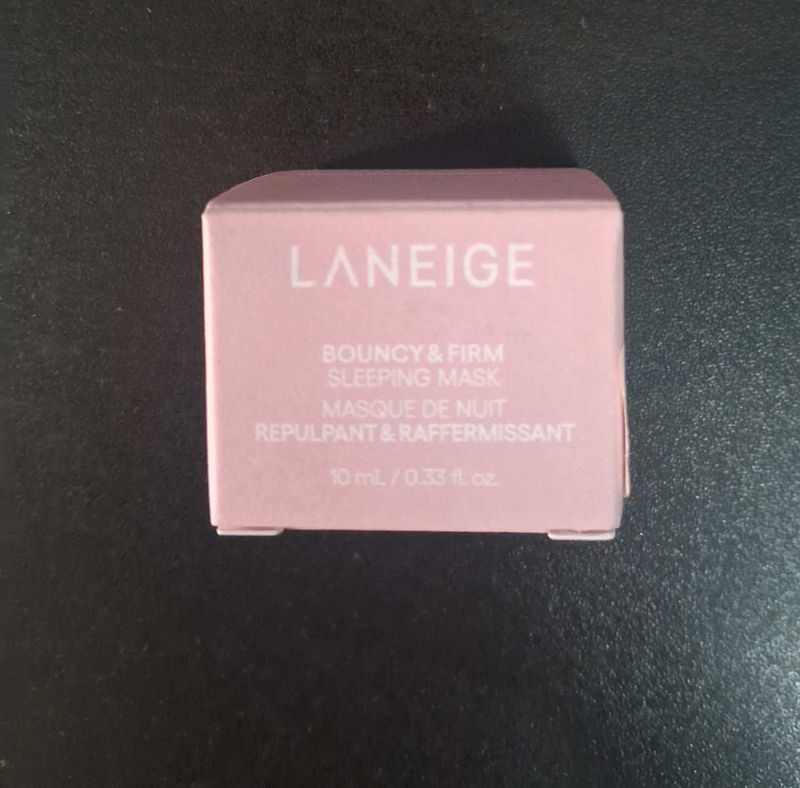 LANEIGE
BOUNCY & FIRM
SLEEPING MASK
MASQUE DE NUIT
REPULPANT & RAFFERMISSANT
10 mL / 0.33 fl. oz.